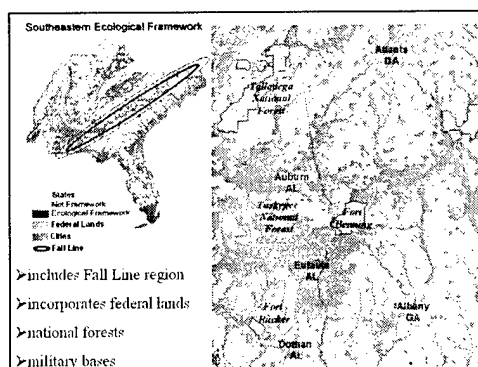 Southeastern Ecological Framework
States
Not Framework
Ecological Framework
Federal Lands
Cities
Fall Line
➢includes Fall Line region
➢incorporates federal lands
➢national forests
➢military bases
Atlanta
GA
Talladega
National
Forest
Auburn
AL
Tuskegee
National
Forest
Fort
Benning
Eufaula
AL
Fort
Rucker
Albany
GA
Dothan
AL